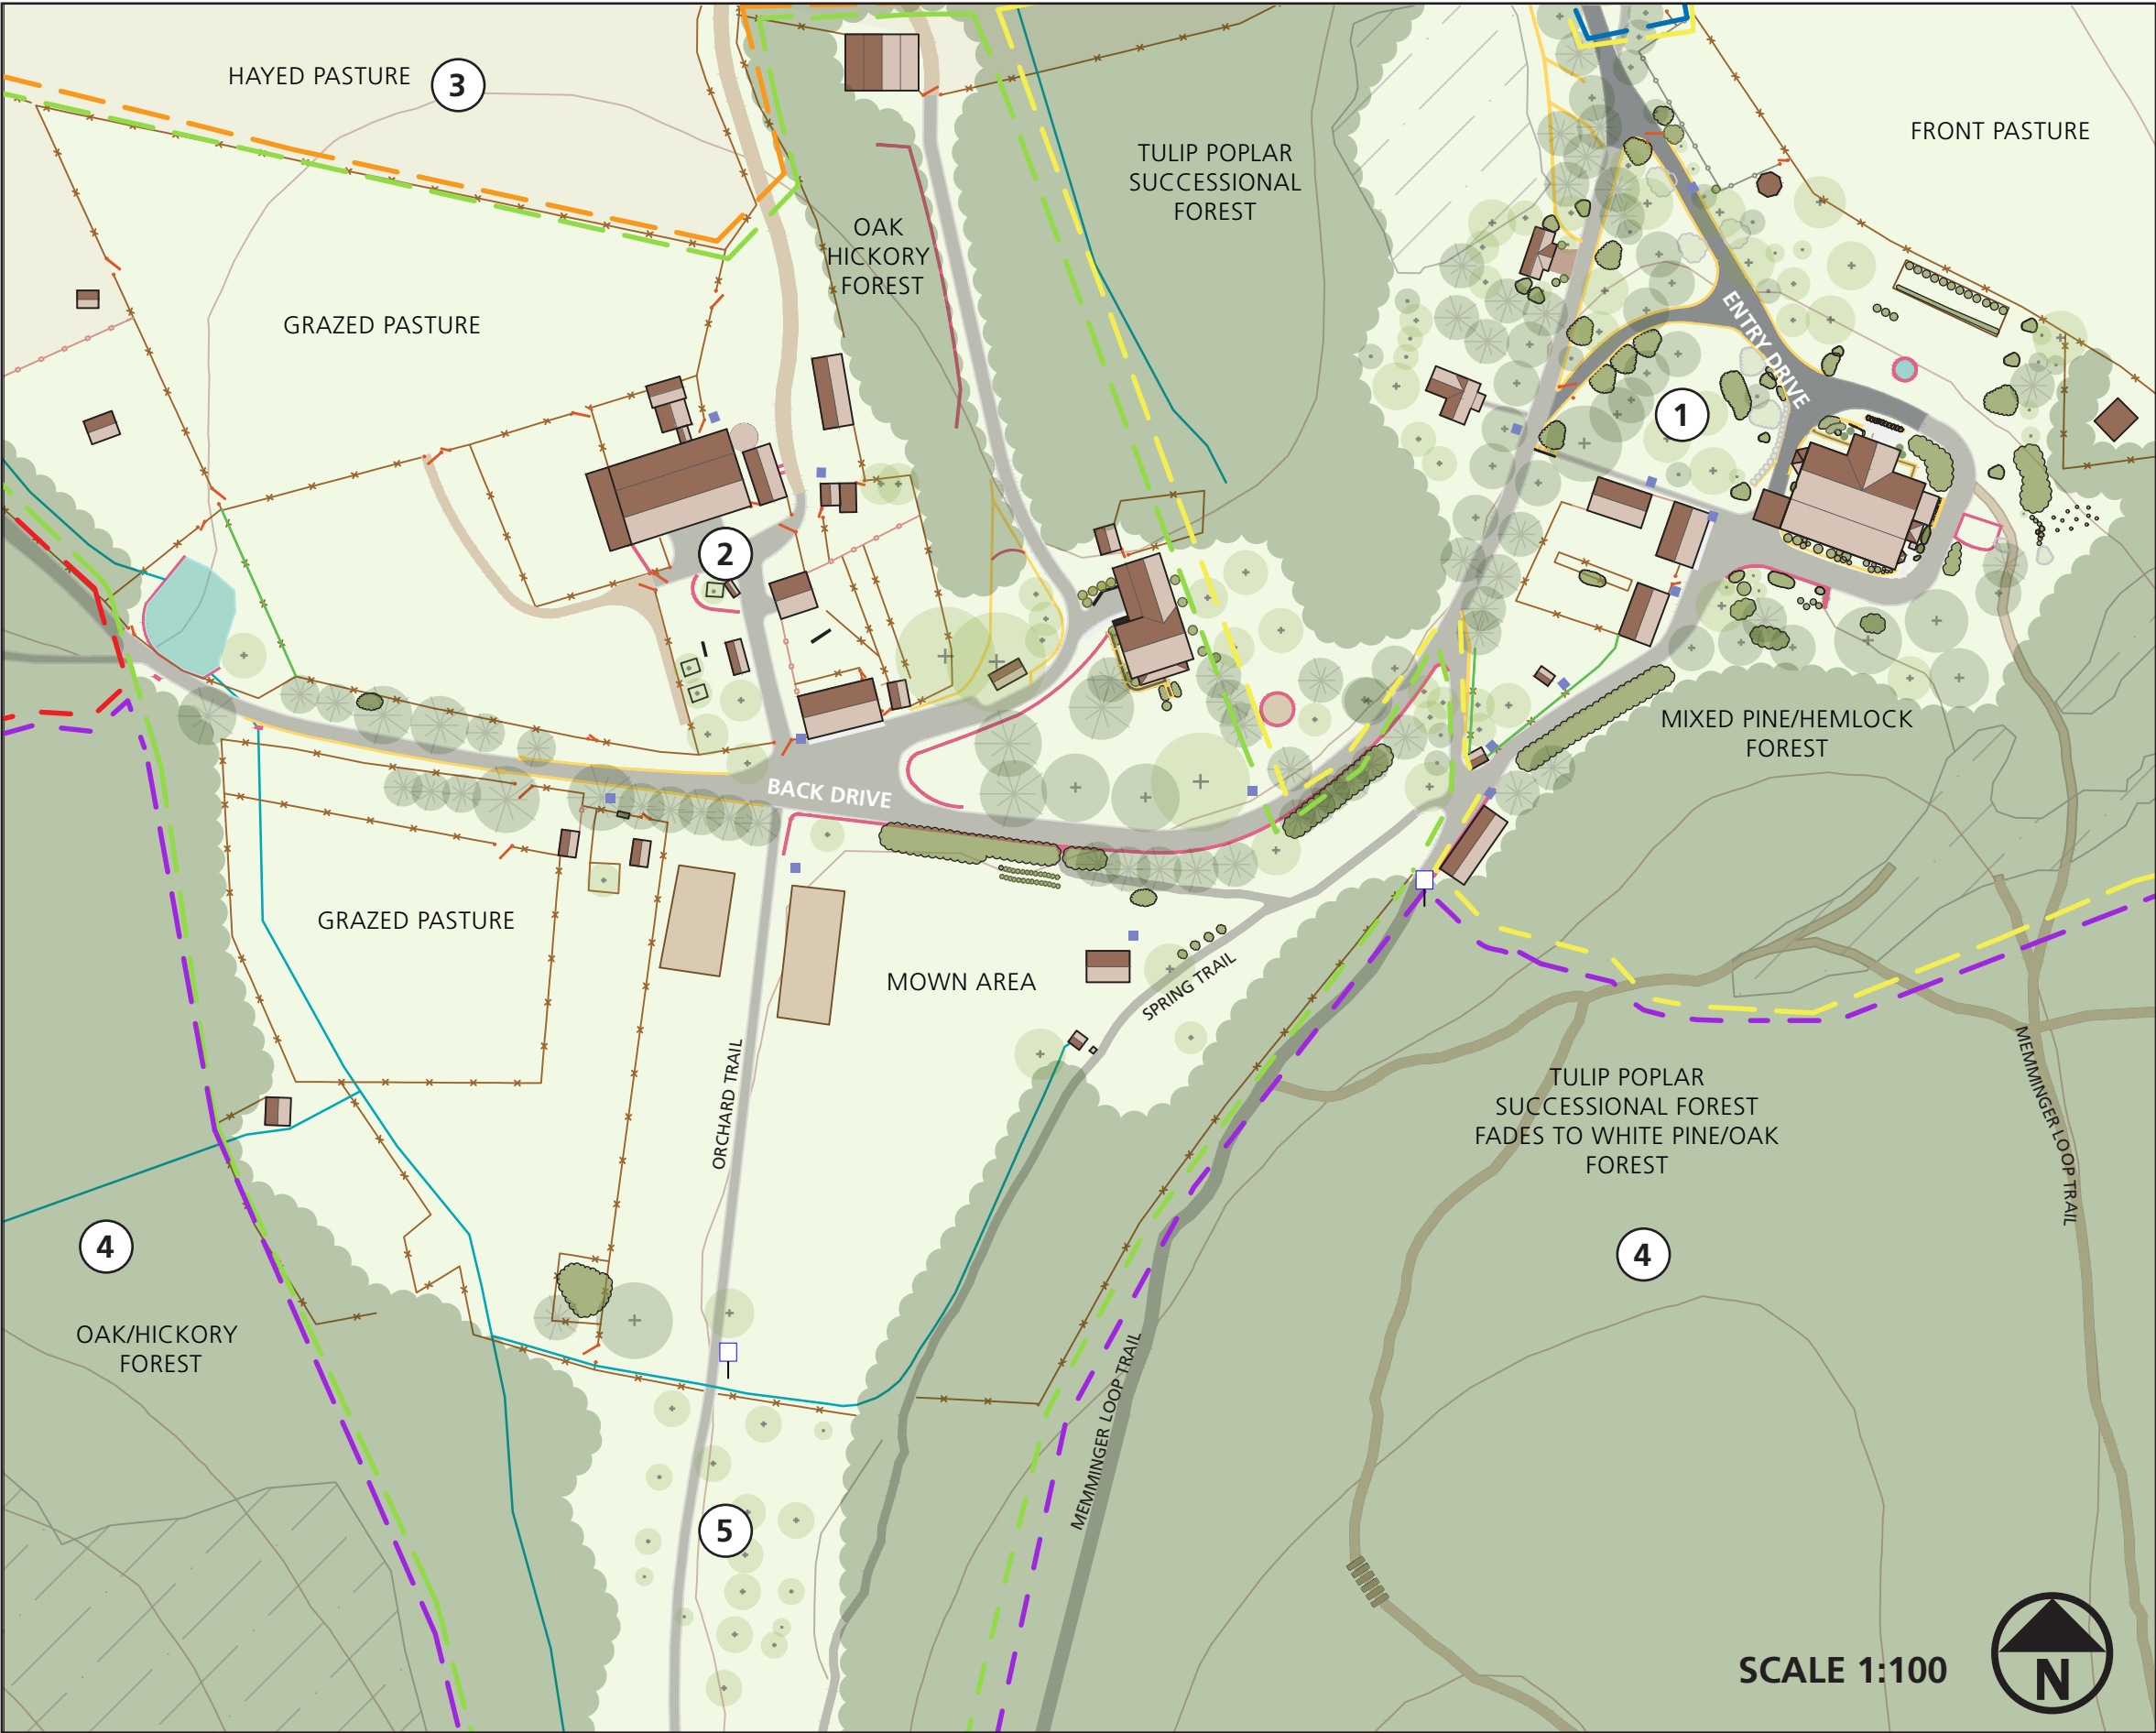 HAYED PASTURE
3
FRONT PASTURE
TULIP POPLAR
SUCCESSIONAL
FOREST
OAK
HICKORY
FOREST
GRAZED PASTURE
ENTRY DRIVE
1
2
MIXED PINE/HEMLOCK
FOREST
BACK DRIVE
GRAZED PASTURE
MOWN AREA
SPRING TRAIL
ORCHARD TRAIL
MEMMINGER LOOP TRAIL
TULIP POPLAR
SUCCESSIONAL FOREST
FADES TO WHITE PINE/OAK
FOREST
4
4
OAK/HICKORY
FOREST
MEMMINGER LOOP TRAIL
5
SCALE 1:100
N